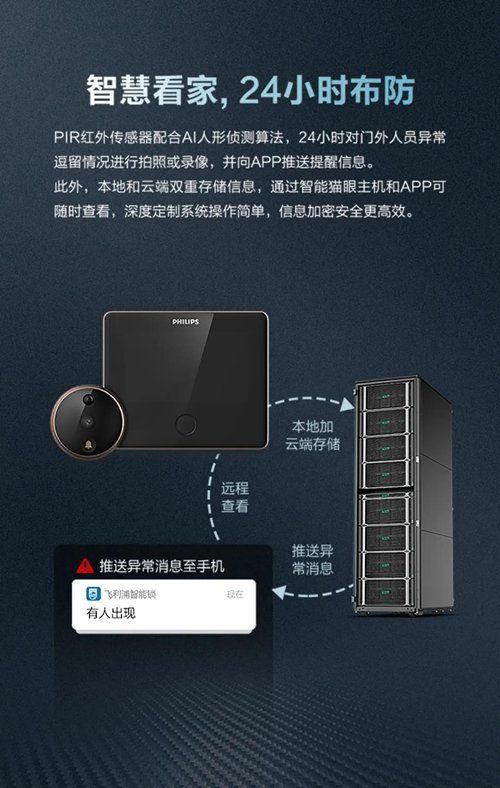 智慧看家，24小时布防
PIR红外传感器配合AI人形侦测算法，24小时对门外人员异常
逗留情况进行拍照或录像，并向APP推送提醒信息。
此外，本地和云端双重存储信息，通过智能猫眼主机和APP可
随时查看，深度定制系统操作简单，信息加密安全更高效。
PHILIPS
本地加
云端存储
远程
查看
推送异
常消息
推送异常消息至手机
飞利浦智能锁 现在
有人出现